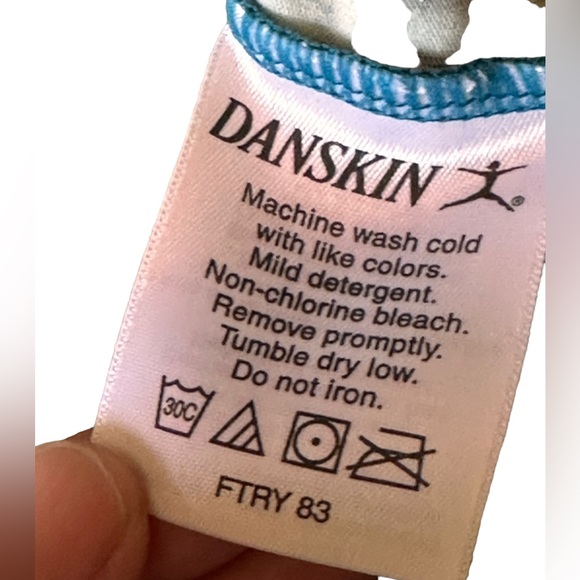 DANSKIN ®
Machine wash cold
with like colors.
Mild detergent.
Non-chlorine bleach.
Remove promptly.
Tumble dry low.
Do not iron.
30C
FTRY 83